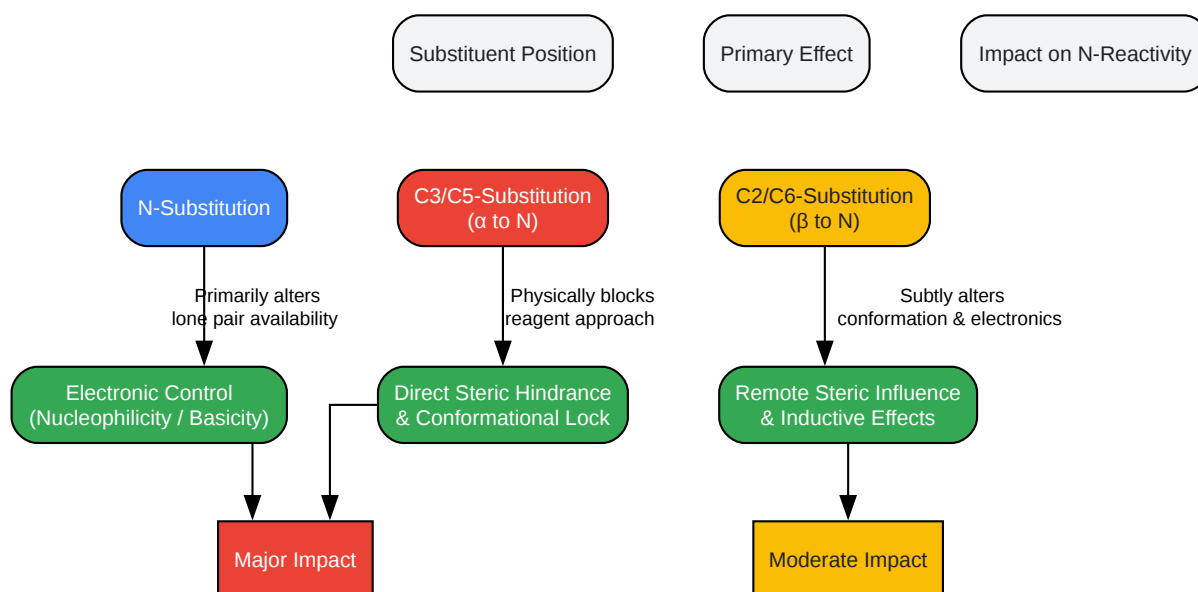 Substituent Position
Primary Effect
Impact on N-Reactivity
N-Substitution
C3/C5-Substitution
(α to N)
C2/C6-Substitution
(β to N)
Primarily alters
lone pair availability
Physically blocks
reagent approach
Subtly alters
conformation & electronics
Electronic Control
(Nucleophilicity / Basicity)
Direct Steric Hindrance
& Conformational Lock
Remote Steric Influence
& Inductive Effects
Major Impact
Moderate Impact